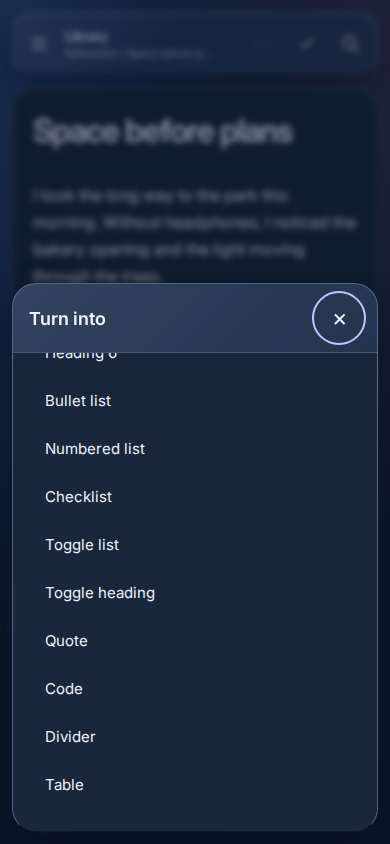 Library
Space before plans
I took the long way to the park this
morning. Without headphones, I noticed the
bakery opening and the light moving
through the trees.
Turn into
Heading 6
Bullet list
Numbered list
Checklist
Toggle list
Toggle heading
Quote
Code
Divider
Table